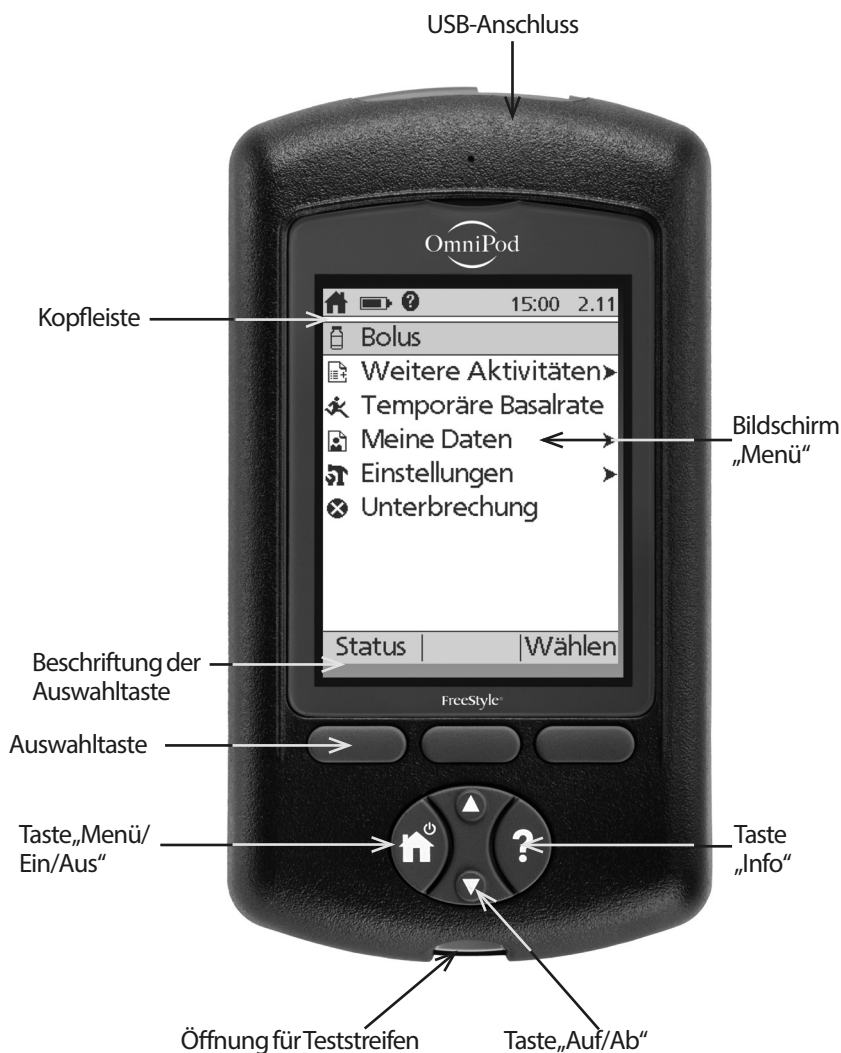 USB-Anschluss
OmniPod
15:00 2.11
Kopfleiste
Bolus
Weitere Aktivitäten
Temporäre Basalrate
Meine Daten
Bildschirm
„Menü“
Einstellungen
Unterbrechung
Status Wählen
Beschriftung der
Auswahltaste
FreeStyle®
Auswahltaste
Taste„Menü/
Ein/Aus“
?
Taste
„Info“
Öffnung für Teststreifen
Taste„Auf/Ab“